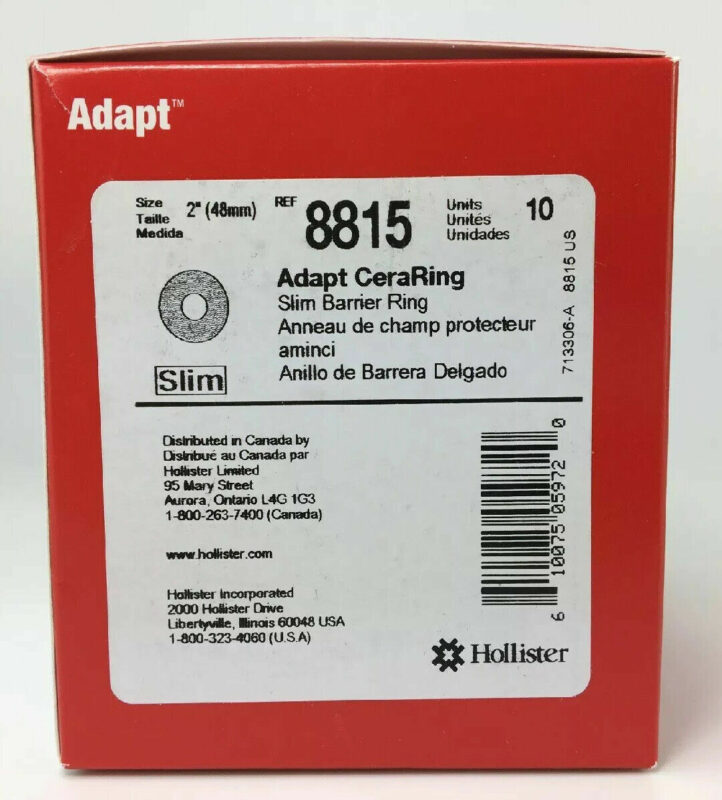 Adapt™
Size
Taille
Medida
2" (48mm)
REF
8815
Units
Unités
Unidades
10
Adapt CeraRing
Slim Barrier Ring
Anneau de champ protecteur
aminci
Anillo de Barrera Delgado
Slim
713306-A 8815 US
Distributed in Canada by
Distribué au Canada par
Hollister Limited
95 Mary Street
Aurora, Ontario L4G 1G3
1-800-263-7400 (Canada)
www.hollister.com
Hollister Incorporated
2000 Hollister Drive
Libertyville, Illinois 60048 USA
1-800-323-4060 (U.S.A)
6 10075 05972 0
Hollister